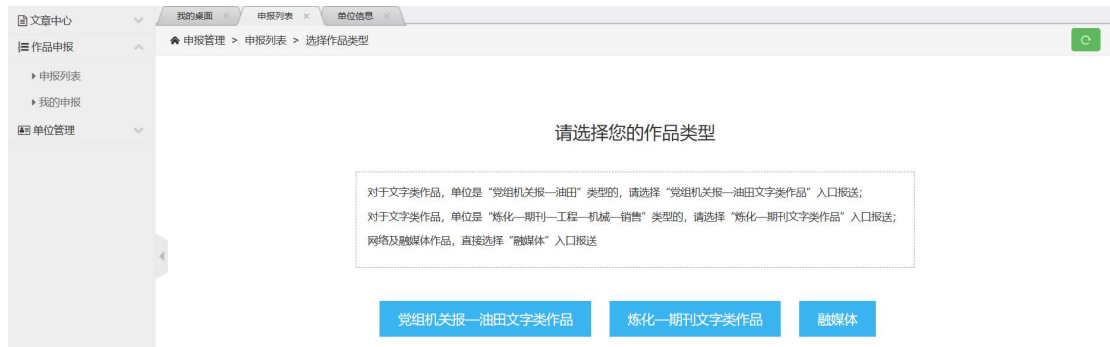 文章中心
作品申报
申报列表
我的申报
单位管理
我的桌面
申报列表
单位信息
申报管理 > 申报列表 > 选择作品类型
请选择您的作品类型
对于文字类作品，单位是“党组机关报—油田”类型的，请选择“党组机关报—油田文字类作品”入口报送；
对于文字类作品，单位是“炼化—期刊—工程—机械—销售”类型的，请选择“炼化—期刊文字类作品”入口报送；
网络及融媒体作品，直接选择“融媒体”入口报送
党组机关报—油田文字类作品
炼化—期刊文字类作品
融媒体